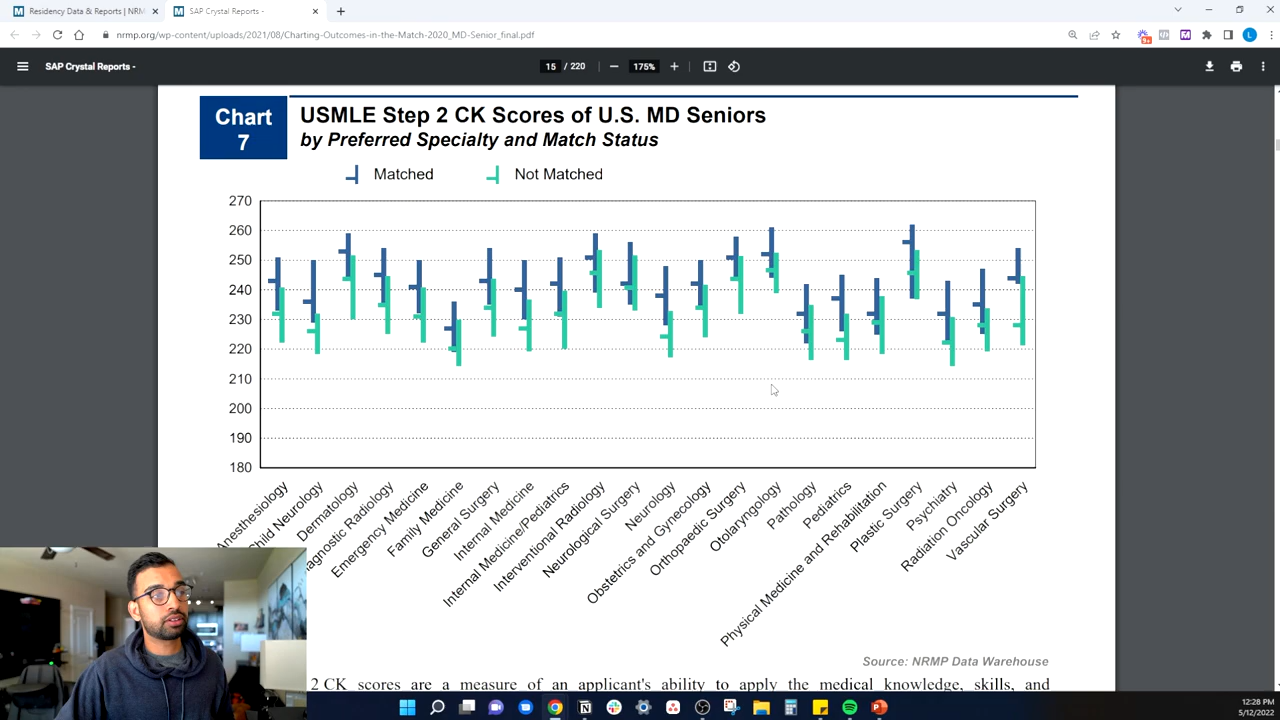 Residency Data & Reports | NRM
SAP Crystal Reports -
nrmp.org/wp-content/uploads/2021/08/Charting-Outcomes-in-the-Match-2020_MD-Senior_final.pdf
9+
L
SAP Crystal Reports -
15 / 220
175%
Chart
7
USMLE Step 2 CK Scores of U.S. MD Seniors
by Preferred Specialty and Match Status
Matched
Not Matched
270
260
250
240
230
220
210
200
190
180
Anesthesiology
Child Neurology
Dermatology
agnostic Radiology
Emergency Medicine
Family Medicine
General Surgery
Internal Medicine
Internal Medicine/Pediatrics
Interventional Radiology
Neurological Surgery
Neurology
Obstetrics and Gynecology
Orthopaedic Surgery
Otolaryngology
Pathology
Pediatrics
Physical Medicine and Rehabilitation
Plastic Surgery
Psychiatry
Radiation Oncology
Vascular Surgery
Source: NRMP Data Warehouse
2 CK scores are a measure of an applicant's ability to apply the medical knowledge, skills, and
12:28 PM
5/12/2022